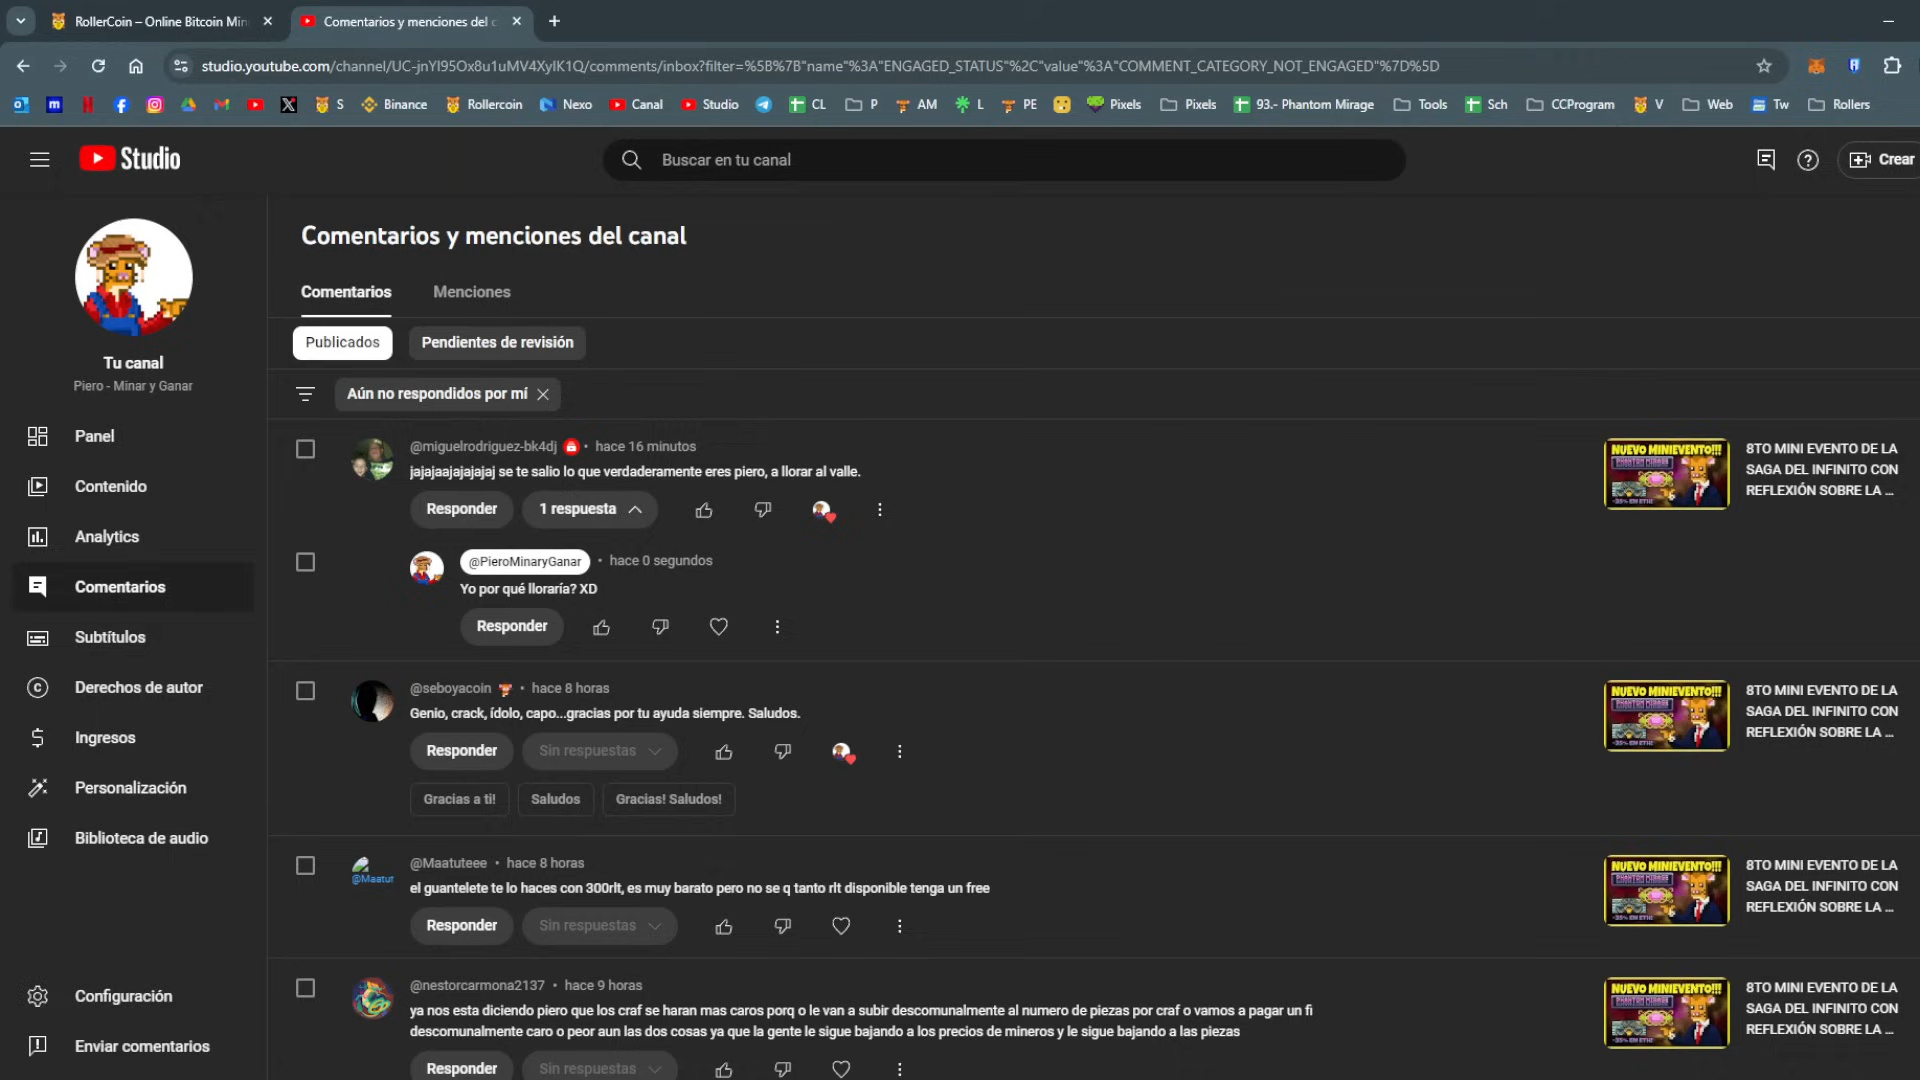 RollerCoin – Online Bitcoin Min
Comentarios y menciones del c
studio.youtube.com/channel/UC-jnYI95Ox8u1uMV4XyIK1Q/comments/inbox?filter=%5B%7B"name"%3A"ENGAGED_STATUS"%2C"value"%3A"COMMENT_CATEGORY_NOT_ENGAGED"%7D%5D
S
Binance
Rollercoin
Nexo
Canal
Studio
CL
P
AM
L
PE
Pixels
Pixels
93.- Phantom Mirage
Tools
Sch
CCProgram
V
Web
Tw
Rollers
Studio
Buscar en tu canal
Crear
Tu canal
Piero - Minar y Ganar
Panel
Contenido
Analytics
Comentarios
Subtítulos
Derechos de autor
Ingresos
Personalización
Biblioteca de audio
Configuración
Enviar comentarios
Comentarios y menciones del canal
Comentarios
Menciones
Publicados
Pendientes de revisión
Aún no respondidos por mí
@miguelrodriguez-bk4dj • hace 16 minutos
jajajaajajajajaj se te salio lo que verdaderamente eres piero, a llorar al valle.
Responder
1 respuesta
NUEVO MINIEVENTO!!!
PHANTOM MIRAGE
8TO MINI EVENTO DE LA
SAGA DEL INFINITO CON
REFLEXIÓN SOBRE LA ...
@PieroMinaryGanar • hace 0 segundos
Yo por qué lloraría? XD
Responder
@seboyacoin • hace 8 horas
Genio, crack, ídolo, capo...gracias por tu ayuda siempre. Saludos.
Responder
Sin respuestas
Gracias a ti!
Saludos
Gracias! Saludos!
NUEVO MINIEVENTO!!!
PHANTOM MIRAGE
8TO MINI EVENTO DE LA
SAGA DEL INFINITO CON
REFLEXIÓN SOBRE LA ...
@Maatut
@Maatuteee • hace 8 horas
el guantelete te lo haces con 300rlt, es muy barato pero no se q tanto rlt disponible tenga un free
Responder
Sin respuestas
NUEVO MINIEVENTO!!!
PHANTOM MIRAGE
8TO MINI EVENTO DE LA
SAGA DEL INFINITO CON
REFLEXIÓN SOBRE LA ...
@nestorcarmona2137 • hace 9 horas
ya nos esta diciendo piero que los craf se haran mas caros porq o le van a subir descomunalmente al numero de piezas por craf o vamos a pagar un fi
descomunalmente caro o peor aun las dos cosas ya que la gente le sigue bajando a los precios de mineros y le sigue bajando a las piezas
Responder
Sin respuestas
NUEVO MINIEVENTO!!!
PHANTOM MIRAGE
8TO MINI EVENTO DE LA
SAGA DEL INFINITO CON
REFLEXIÓN SOBRE LA ...